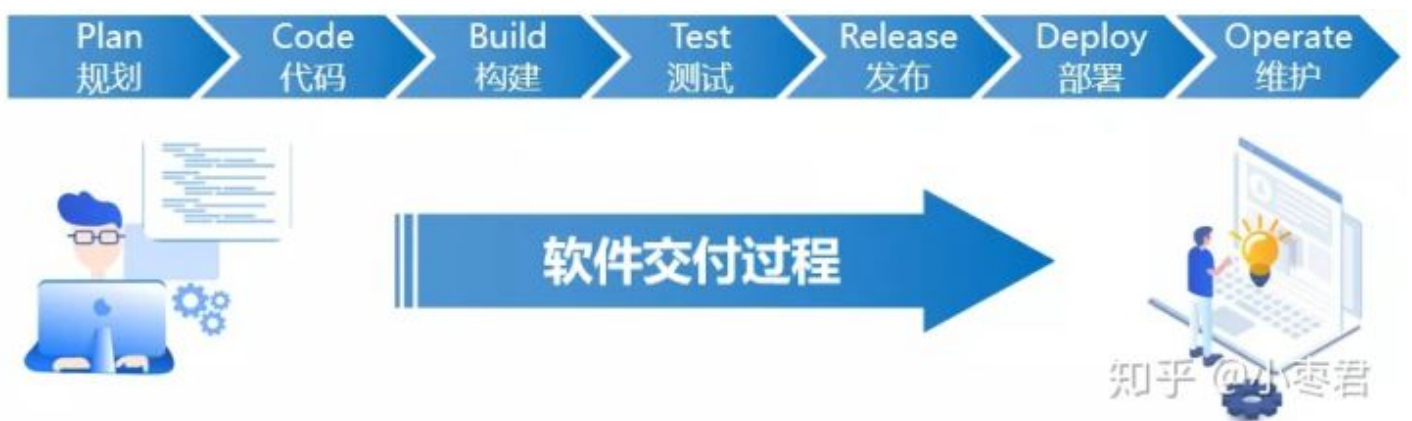 Plan
规划
Code
代码
Build
构建
Test
测试
Release
发布
Deploy
部署
Operate
维护
软件交付过程
知乎 @小枣君